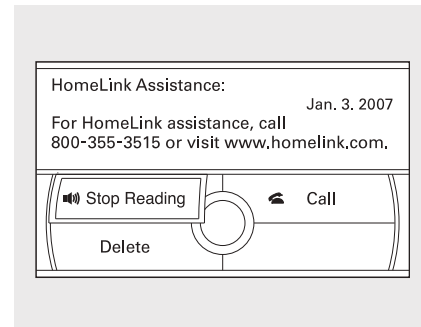 HomeLink Assistance:
Jan. 3. 2007
For HomeLink assistance, call
800-355-3515 or visit www.homelink.com.
Stop Reading
Call
Delete